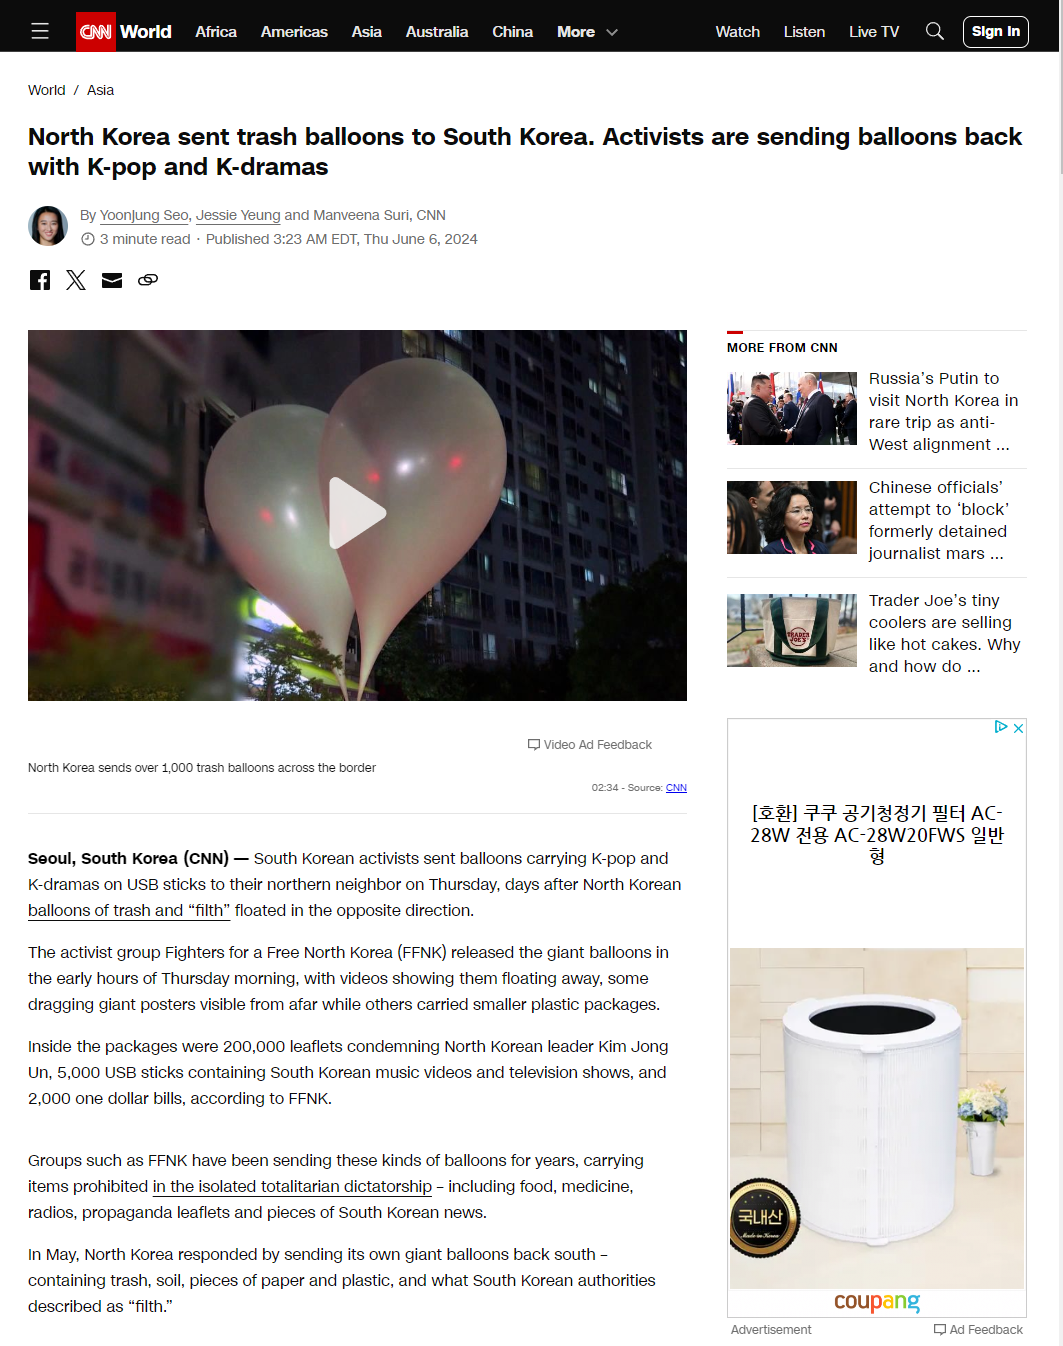 CNN World Africa Americas Asia Australia China More Watch Listen Live TV Sign in
World / Asia
North Korea sent trash balloons to South Korea. Activists are sending balloons back
with K-pop and K-dramas
By Yoonjung Seo, Jessie Yeung and Manveena Suri, CNN
3 minute read · Published 3:23 AM EDT, Thu June 6, 2024
Video Ad Feedback
North Korea sends over 1,000 trash balloons across the border
02:34 - Source: CNN
Seoul, South Korea (CNN) — South Korean activists sent balloons carrying K-pop and
K-dramas on USB sticks to their northern neighbor on Thursday, days after North Korean
balloons of trash and “filth” floated in the opposite direction.
The activist group Fighters for a Free North Korea (FFNK) released the giant balloons in
the early hours of Thursday morning, with videos showing them floating away, some
dragging giant posters visible from afar while others carried smaller plastic packages.
Inside the packages were 200,000 leaflets condemning North Korean leader Kim Jong
Un, 5,000 USB sticks containing South Korean music videos and television shows, and
2,000 one dollar bills, according to FFNK.
Groups such as FFNK have been sending these kinds of balloons for years, carrying
items prohibited in the isolated totalitarian dictatorship – including food, medicine,
radios, propaganda leaflets and pieces of South Korean news.
In May, North Korea responded by sending its own giant balloons back south –
containing trash, soil, pieces of paper and plastic, and what South Korean authorities
described as “filth.”
MORE FROM CNN
Russia’s Putin to
visit North Korea in
rare trip as anti-
West alignment ...
Chinese officials’
attempt to ‘block’
formerly detained
journalist mars ...
TRADER
JOE'S
Trader Joe’s tiny
coolers are selling
like hot cakes. Why
and how do ...
[호환] 쿠쿠 공기청정기 필터 AC-
28W 전용 AC-28W20FWS 일반
형
국내산
Made in Korea
coupang
Advertisement
Ad Feedback